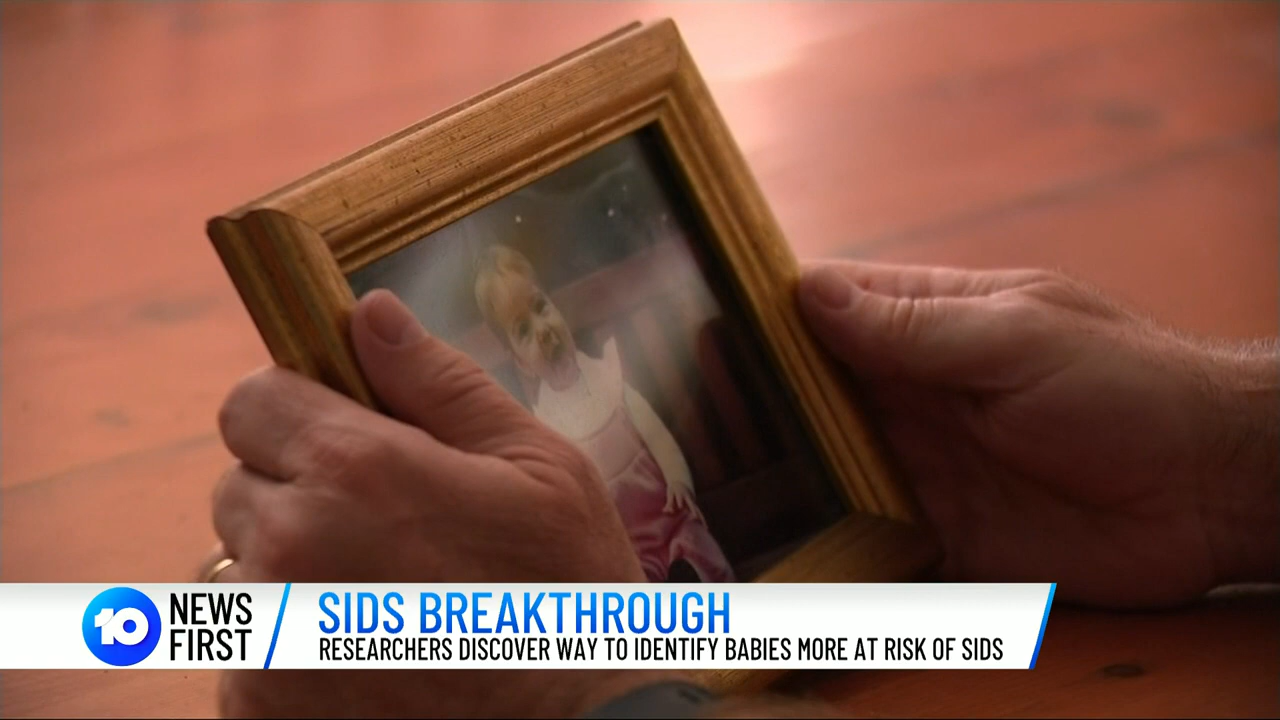 10 NEWS FIRST
SIDS BREAKTHROUGH
RESEARCHERS DISCOVER WAY TO IDENTIFY BABIES MORE AT RISK OF SIDS